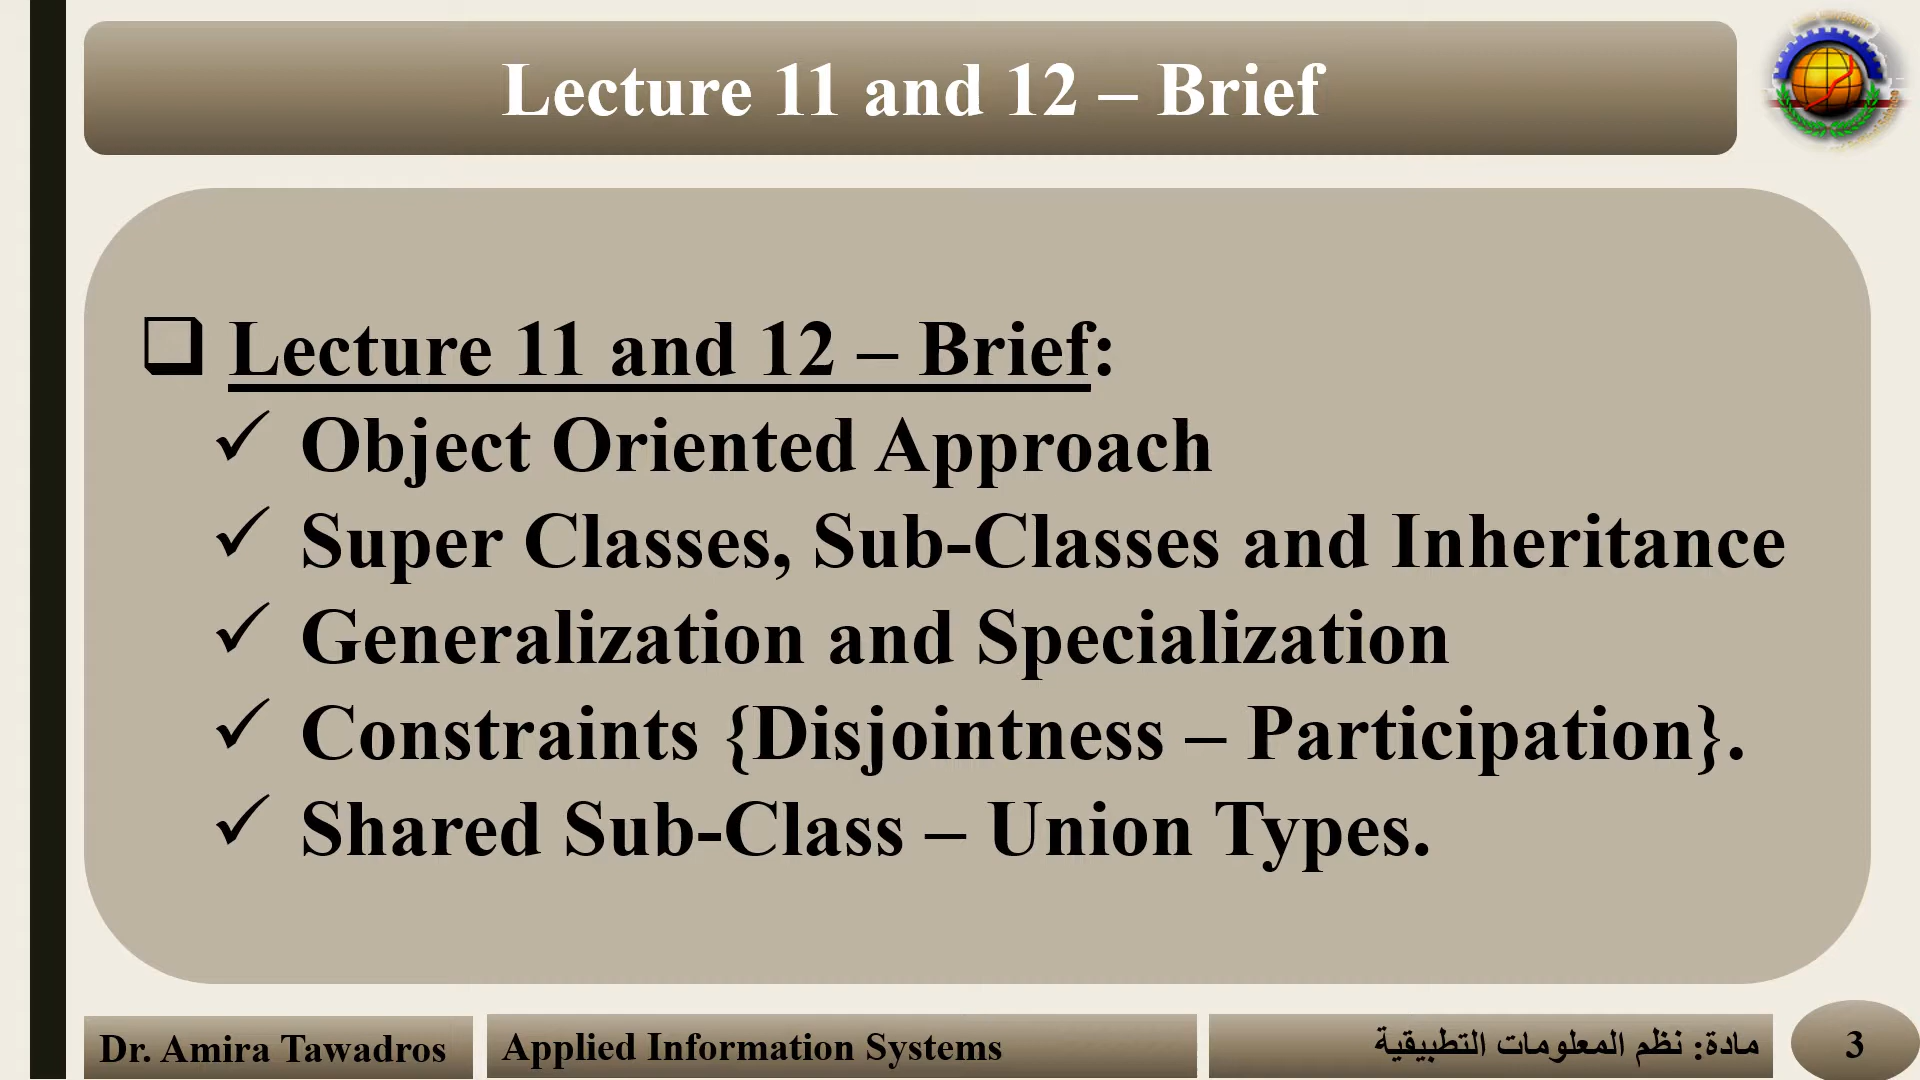 Lecture 11 and 12 – Brief
❑ Lecture 11 and 12 – Brief:
✓ Object Oriented Approach
✓ Super Classes, Sub-Classes and Inheritance
✓ Generalization and Specialization
✓ Constraints {Disjointness – Participation}.
✓ Shared Sub-Class – Union Types.
Dr. Amira Tawadros
Applied Information Systems
مادة: نظم المعلومات التطبيقية
3